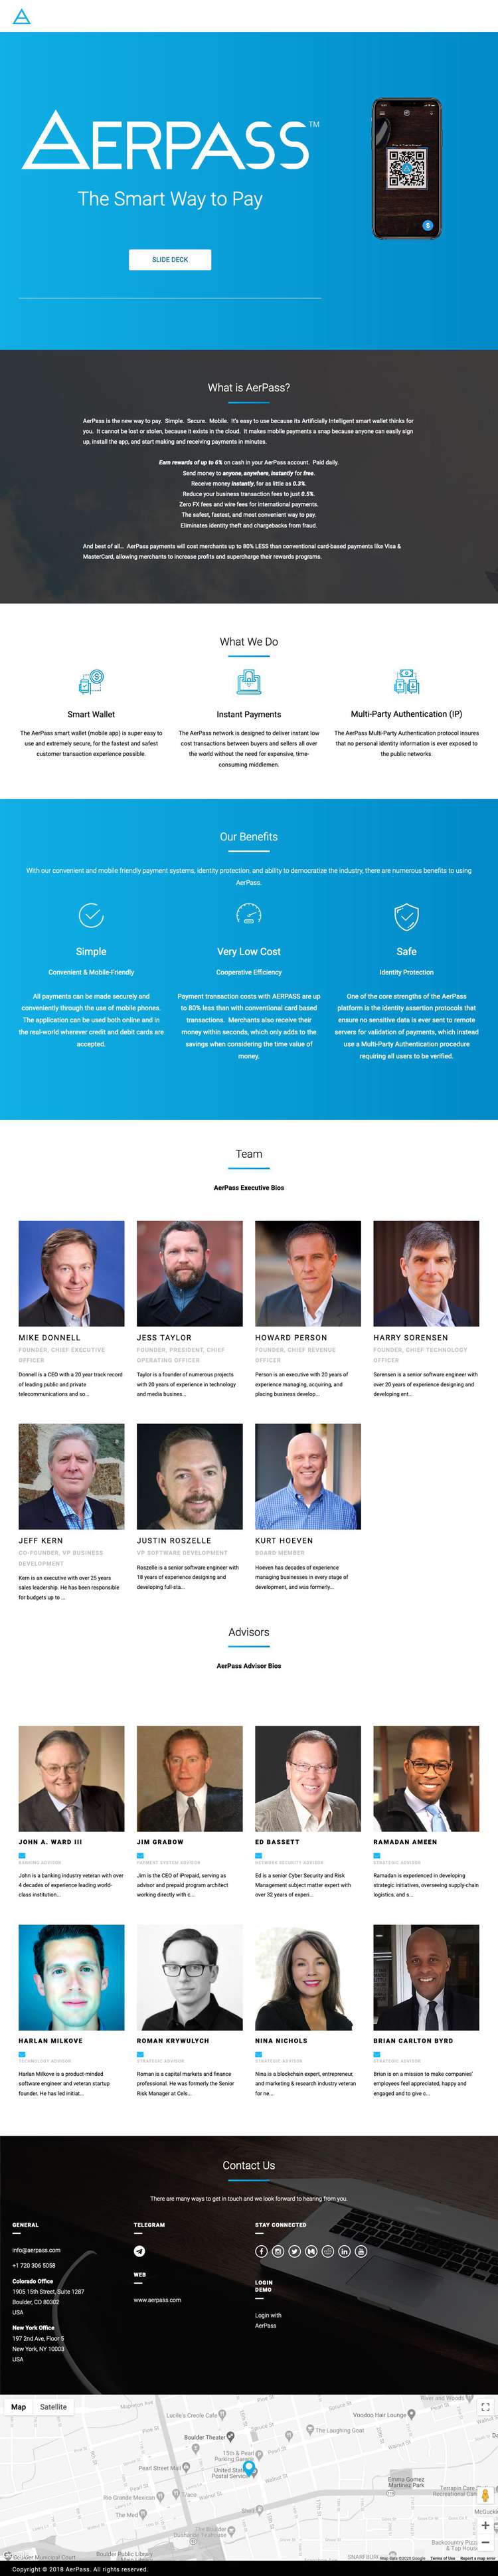 AERPASS™
The Smart Way to Pay
SLIDE DECK
What is AerPass?
AerPass is the new way to pay. Simple. Secure. Mobile. It's easy to use because its Artificially Intelligent smart wallet thinks for
you. It cannot be lost or stolen, because it exists in the cloud. It makes mobile payments a snap because anyone can easily sign
up, install the app, and start making and receiving payments in minutes.
Earn rewards of up to 6% on cash in your AerPass account. Paid daily.
Send money to anyone, anywhere, instantly for free.
Receive money instantly, for as little as 0.3%.
Reduce your business transaction fees to just 0.5%.
Zero FX fees and wire fees for international payments.
The safest, fastest, and most convenient way to pay.
Eliminates identity theft and chargebacks from fraud.
And best of all... AerPass payments will cost merchants up to 80% LESS than conventional card-based payments like Visa &
MasterCard, allowing merchants to increase profits and supercharge their rewards programs.
What We Do
Smart Wallet
The AerPass smart wallet (mobile app) is super easy to
use and extremely secure, for the fastest and safest
customer transaction experience possible.
Instant Payments
The AerPass network is designed to deliver instant low
cost transactions between buyers and sellers all over
the world without the need for expensive, time-
consuming middlemen.
Multi-Party Authentication (IP)
The AerPass Multi-Party Authentication protocol insures
that no personal identity information is ever exposed to
the public networks.
Our Benefits
With our convenient and mobile friendly payment systems, identity protection, and ability to democratize the industry, there are numerous benefits to using
AerPass.
Simple
Convenient & Mobile-Friendly
All payments can be made securely and
conveniently through the use of mobile phones.
The application can be used both online and in
the real-world wherever credit and debit cards are
accepted.
Very Low Cost
Cooperative Efficiency
Payment transaction costs with AERPASS are up
to 80% less than with conventional card based
transactions. Merchants also receive their
money within seconds, which only adds to the
savings when considering the time value of
money.
Safe
Identity Protection
One of the core strengths of the AerPass
platform is the identity assertion protocols that
ensure no sensitive data is ever sent to remote
servers for validation of payments, which instead
use a Multi-Party Authentication procedure
requiring all users to be verified.
Team
AerPass Executive Bios
MIKE DONNELL
FOUNDER, CHIEF EXECUTIVE
OFFICER
Donnell is a CEO with a 20 year track record
of leading public and private
telecommunications and so...
JESS TAYLOR
FOUNDER, PRESIDENT, CHIEF
OPERATING OFFICER
Taylor is a founder of numerous projects
with 20 years of experience in technology
and media busines...
HOWARD PERSON
FOUNDER, CHIEF REVENUE
OFFICER
Person is an executive with 20 years of
experience managing, acquiring, and
placing business develop...
HARRY SORENSEN
FOUNDER, CHIEF TECHNOLOGY
OFFICER
Sorensen is a senior software engineer with
over 20 years of experience designing and
developing ent...
JEFF KERN
CO-FOUNDER, VP BUSINESS
DEVELOPMENT
Kern is an executive with over 25 years
sales leadership. He has been responsible
for budgets up to ...
JUSTIN ROSZELLE
VP SOFTWARE DEVELOPMENT
Roszelle is a senior software engineer with
18 years of experience designing and
developing full-sta...
KURT HOEVEN
BOARD MEMBER
Hoeven has decades of experience
managing businesses in every stage of
development, and was formerly...
Advisors
AerPass Advisor Bios
JOHN A. WARD III
BANKING ADVISOR
John is a banking industry veteran with over
4 decades of experience leading world-
class institution...
JIM GRABOW
PAYMENT SYSTEM ADVISOR
Jim is the CEO of iPrepaid, serving as
advisor and prepaid program architect
working directly with c...
ED BASSETT
NETWORK SECURITY ADVISOR
Ed is a senior Cyber Security and Risk
Management subject matter expert with
over 32 years of experi...
RAMADAN AMEEN
STRATEGIC ADVISOR
Ramadan is experienced in developing
strategic initiatives, overseeing supply-chain
logistics, and s...
HARLAN MILKOVE
TECHNOLOGY ADVISOR
Harlan Milkove is a product-minded
software engineer and veteran startup
founder. He has led initiat...
ROMAN KRYWULYCH
STRATEGIC ADVISOR
Roman is a capital markets and finance
professional. He was formerly the Senior
Risk Manager at Cels...
NINA NICHOLS
STRATEGIC ADVISOR
Nina is a blockchain expert, entrepreneur,
and marketing & research industry veteran
for ne...
BRIAN CARLTON BYRD
STRATEGIC ADVISOR
Brian is on a mission to make companies'
employees feel appreciated, happy and
engaged and to give c...
Contact Us
There are many ways to get in touch and we look forward to hearing from you.
GENERAL
info@aerpass.com
+1 720 306 5058
Colorado Office
1905 15th Street, Suite 1287
Boulder, CO 80302
USA
New York Office
197 2nd Ave, Floor 5
New York, NY 10003
USA
TELEGRAM
WEB
www.aerpass.com
STAY CONNECTED
LOGIN
DEMO
Login with
AerPass
Map
Satellite
River and Woods
Lucile's Creole Cafe
Voodoo Hair Lounge
Boulder Theater
The Laughing Goat
13th & Pearl
Parking Garage
Pearl Street Mall
United States
Postal Service
Emma Gomez
Martinez Park
Rio Grande Mexican
The Med
Terrapin Care
Recreational Can
McGucki
The Boulder
Dushanbe Teahouse
Backcountry Pizza
& Tap House
Boulder Municipal Court
Boulder Public Library
SNARFBURG
Map data ©2020 Google
Terms of Use
Report a map error
Copyright © 2018 AerPass. All rights reserved.